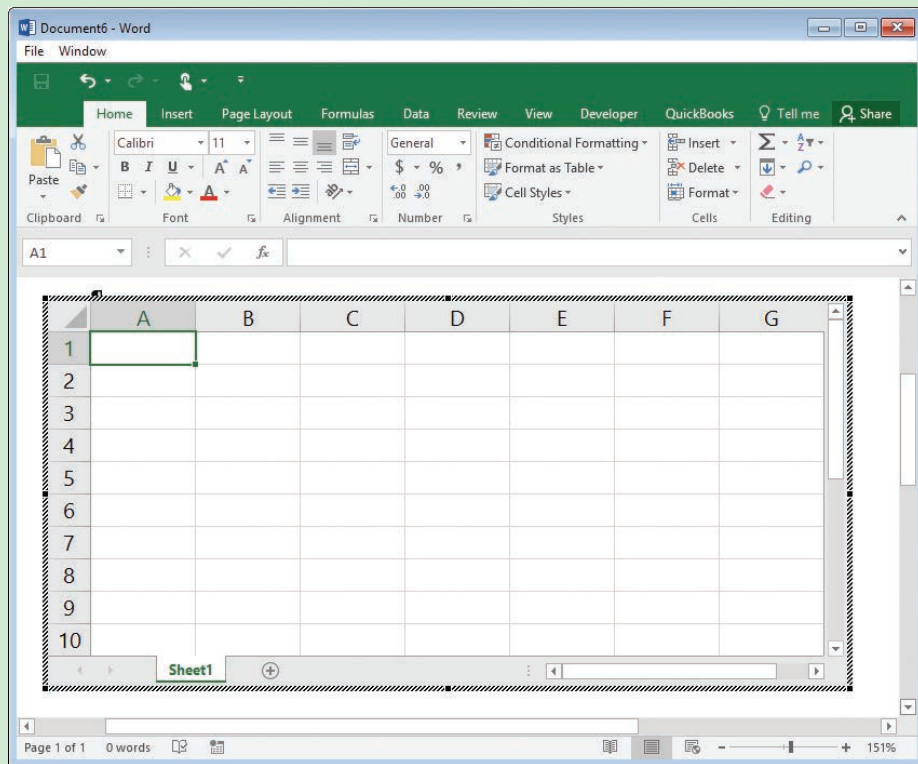 Document6 - Word
File Window
Home Insert Page Layout Formulas Data Review View Developer QuickBooks Tell me Share
Calibri 11 General Conditional Formatting Insert Σ
Paste B I U A A $ % , Format as Table Delete
A .00 .00 Cell Styles Format
Clipboard Font Alignment Number Styles Cells Editing
A1 fx
¶
A B C D E F G
1
2
3
4
5
6
7
8
9
10
Sheet1
Page 1 of 1 0 words 151%